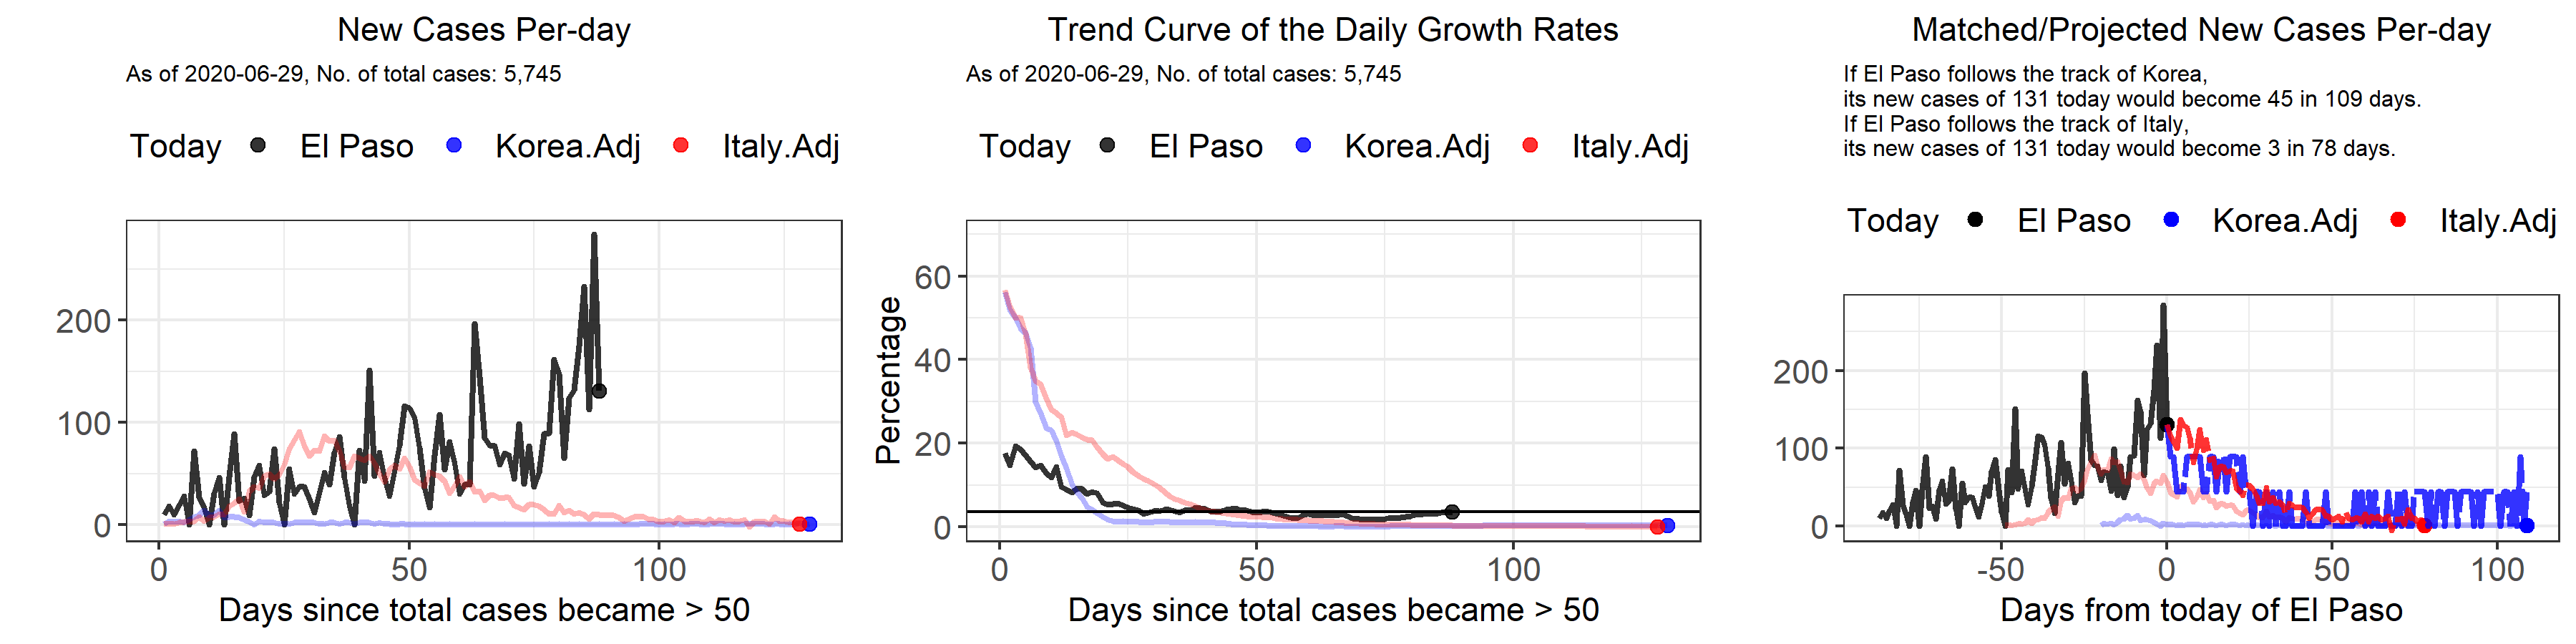 New Cases Per-day
As of 2020-06-29, No. of total cases: 5,745
Today El Paso Korea.Adj Italy.Adj
200
100
0
0 50 100
Days since total cases became > 50
Trend Curve of the Daily Growth Rates
As of 2020-06-29, No. of total cases: 5,745
Today El Paso Korea.Adj Italy.Adj
Percentage
60
40
20
0
0 50 100
Days since total cases became > 50
Matched/Projected New Cases Per-day
If El Paso follows the track of Korea,
its new cases of 131 today would become 45 in 109 days.
If El Paso follows the track of Italy,
its new cases of 131 today would become 3 in 78 days.
Today El Paso Korea.Adj Italy.Adj
200
100
0
-50 0 50 100
Days from today of El Paso